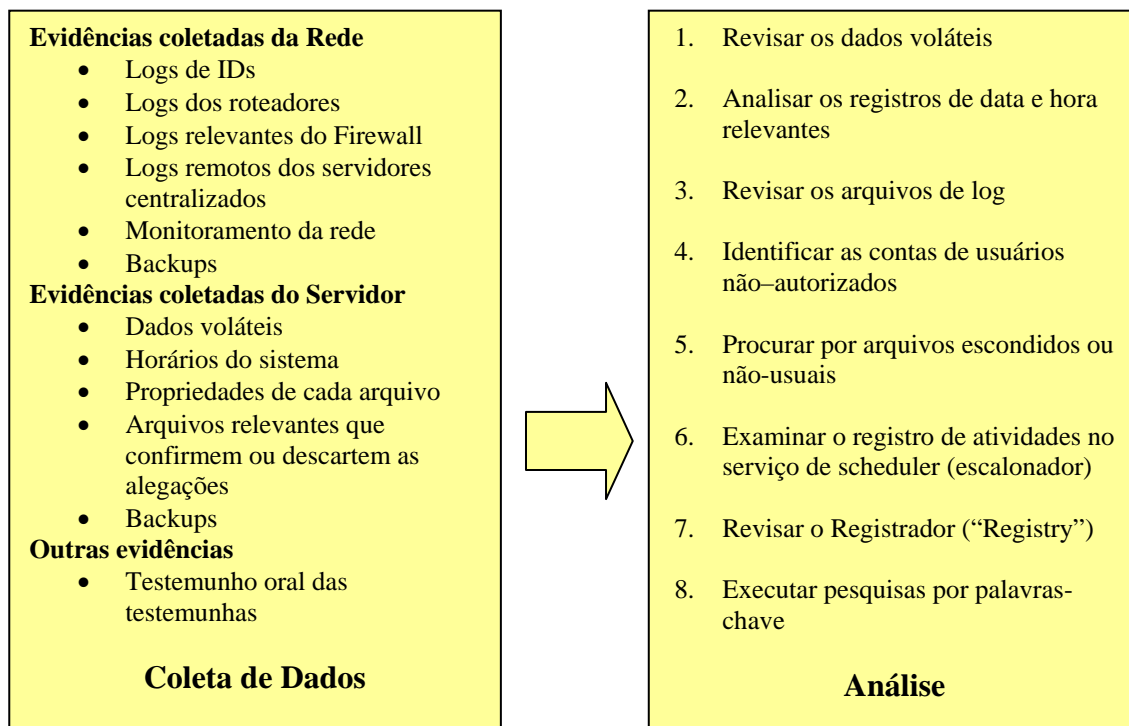 Evidências coletadas da Rede
• Logs de IDs
• Logs dos roteadores
• Logs relevantes do Firewall
• Logs remotos dos servidores
centralizados
• Monitoramento da rede
• Backups
Evidências coletadas do Servidor
• Dados voláteis
• Horários do sistema
• Propriedades de cada arquivo
• Arquivos relevantes que
confirmem ou descartem as
alegações
• Backups
Outras evidências
• Testemunho oral das
testemunhas
Coleta de Dados
1. Revisar os dados voláteis
2. Analisar os registros de data e hora
relevantes
3. Revisar os arquivos de log
4. Identificar as contas de usuários
não–autorizados
5. Procurar por arquivos escondidos ou
não-usuais
6. Examinar o registro de atividades no
serviço de scheduler (escalonador)
7. Revisar o Registrador (“Registry”)
8. Executar pesquisas por palavras-
chave
Análise